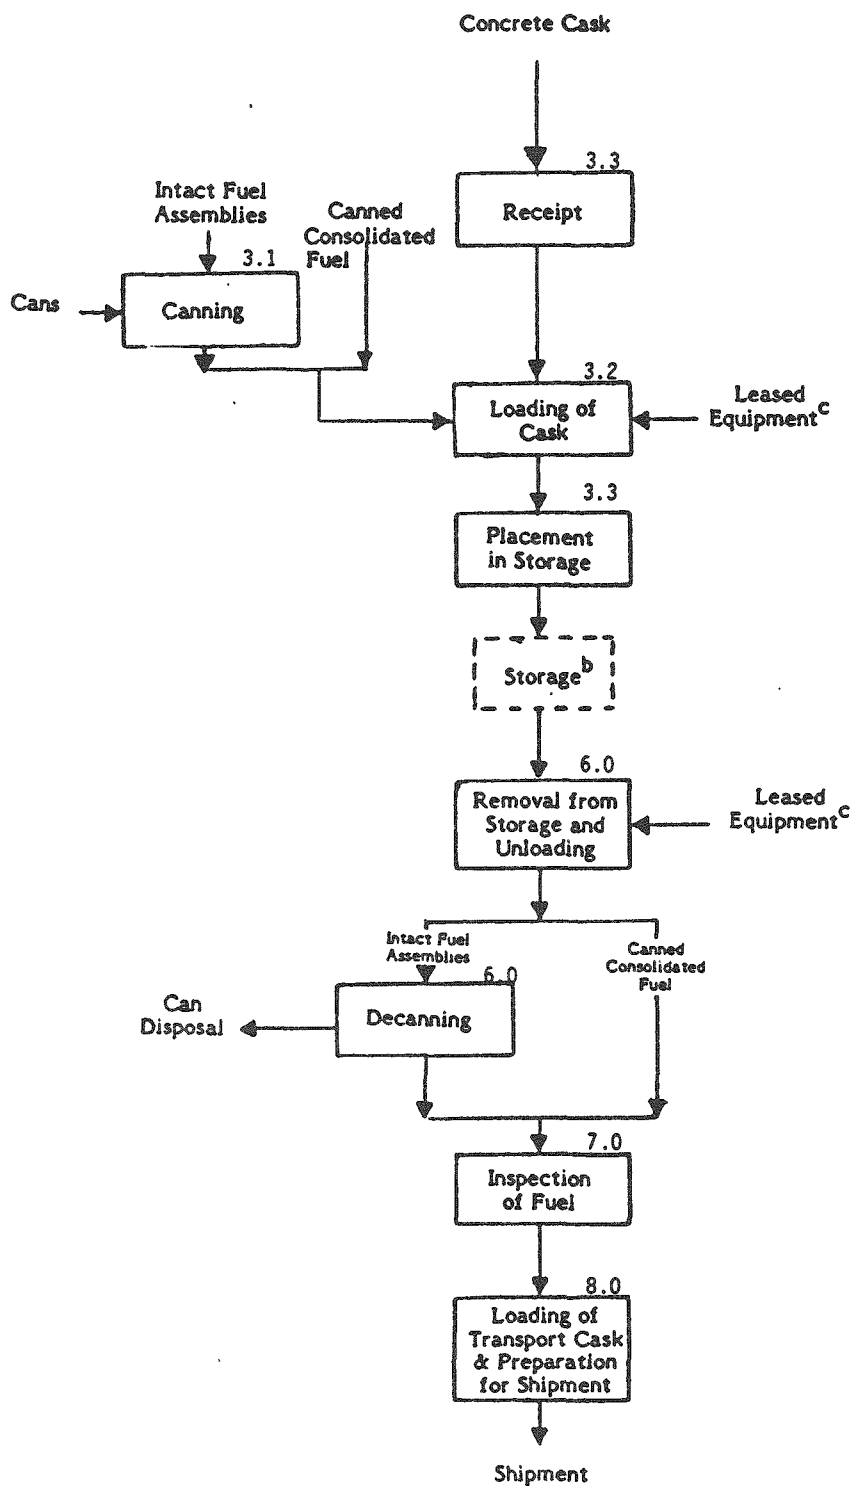 Concrete Cask
3.3
Receipt
Intact Fuel
Assemblies
Canned
Consolidated
Fuel
3.1
Cans
Canning
3.2
Loading of
Cask
Leased
Equipmentᶜ
3.3
Placement
in Storage
Storageᵇ
6.0
Removal from
Storage and
Unloading
Leased
Equipmentᶜ
Intact Fuel
Assemblies
Canned
Consolidated
Fuel
6.0
Can
Disposal
Decanning
7.0
Inspection
of Fuel
8.0
Loading of
Transport Cask
& Preparation
for Shipment
Shipment